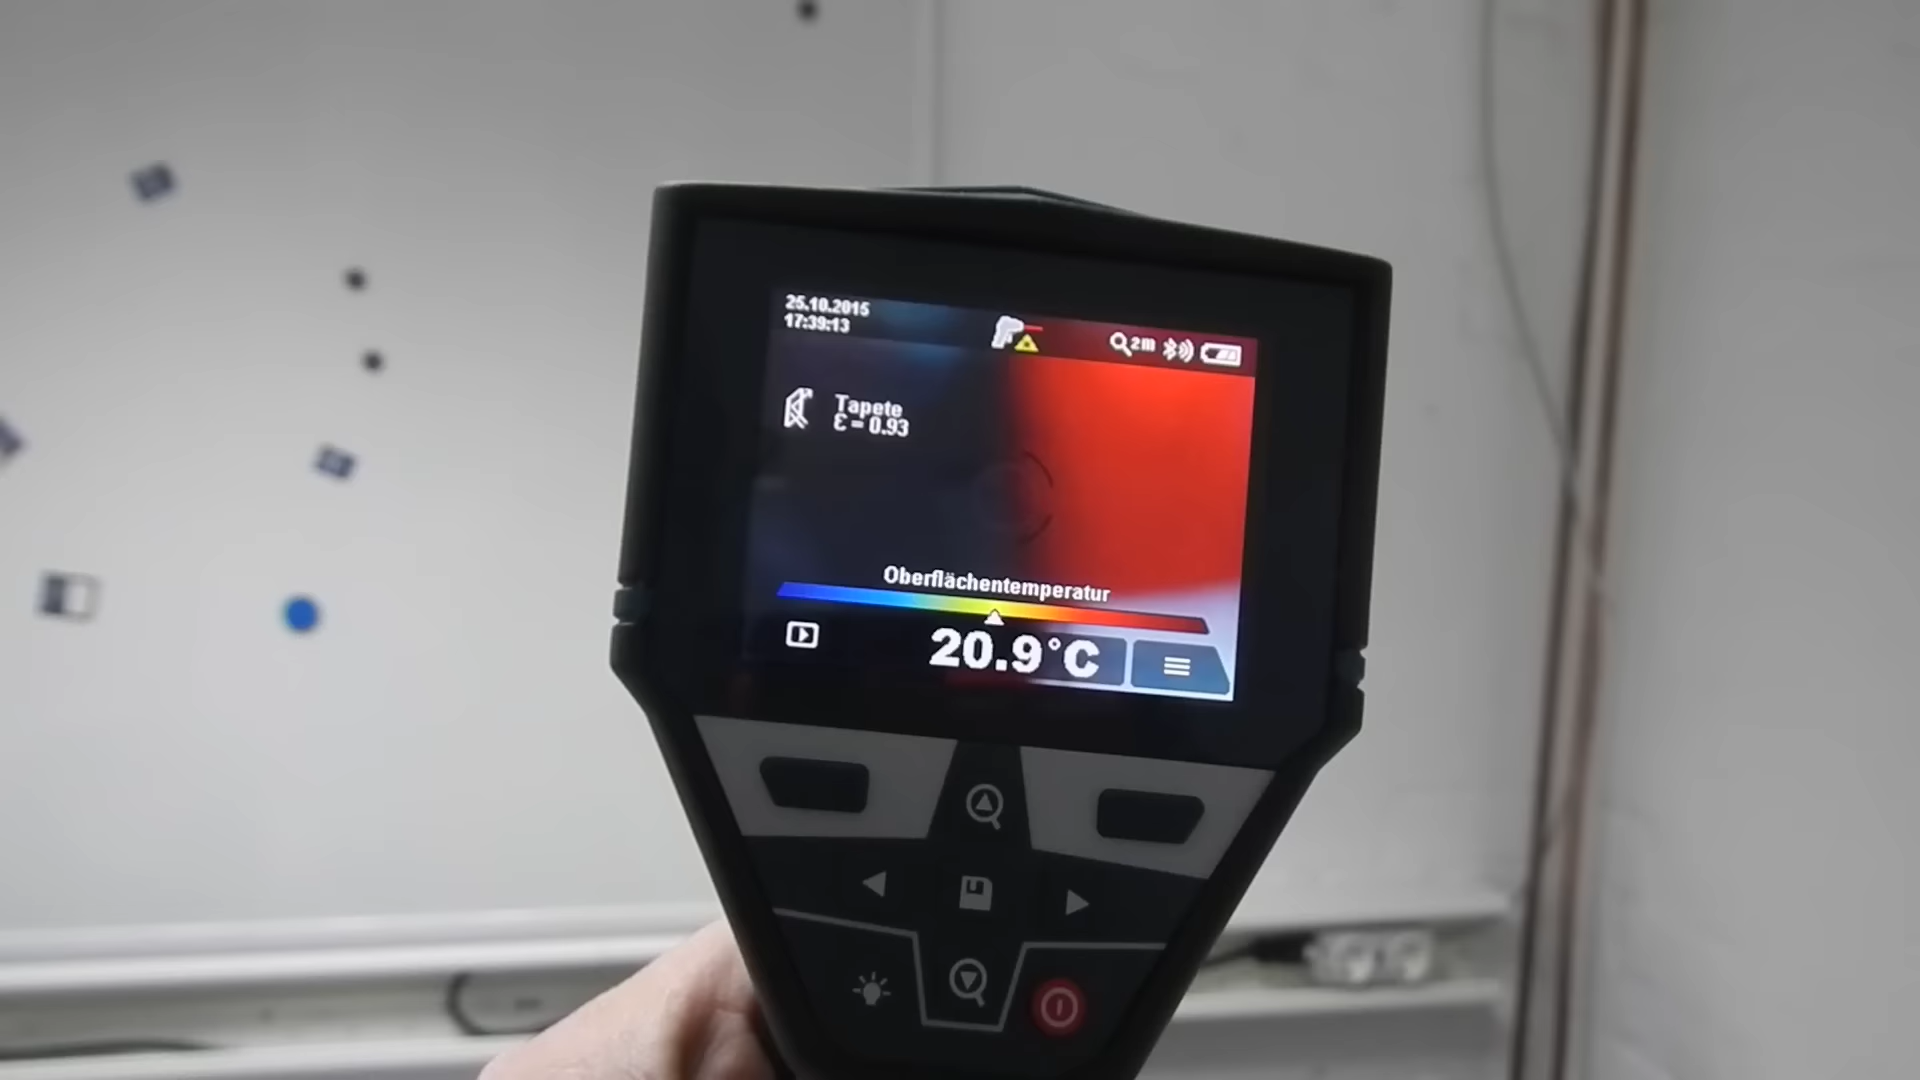 25.10.2015
17:39:13
2m
Tapete
ε = 0.93
Oberflächentemperatur
20.9°C